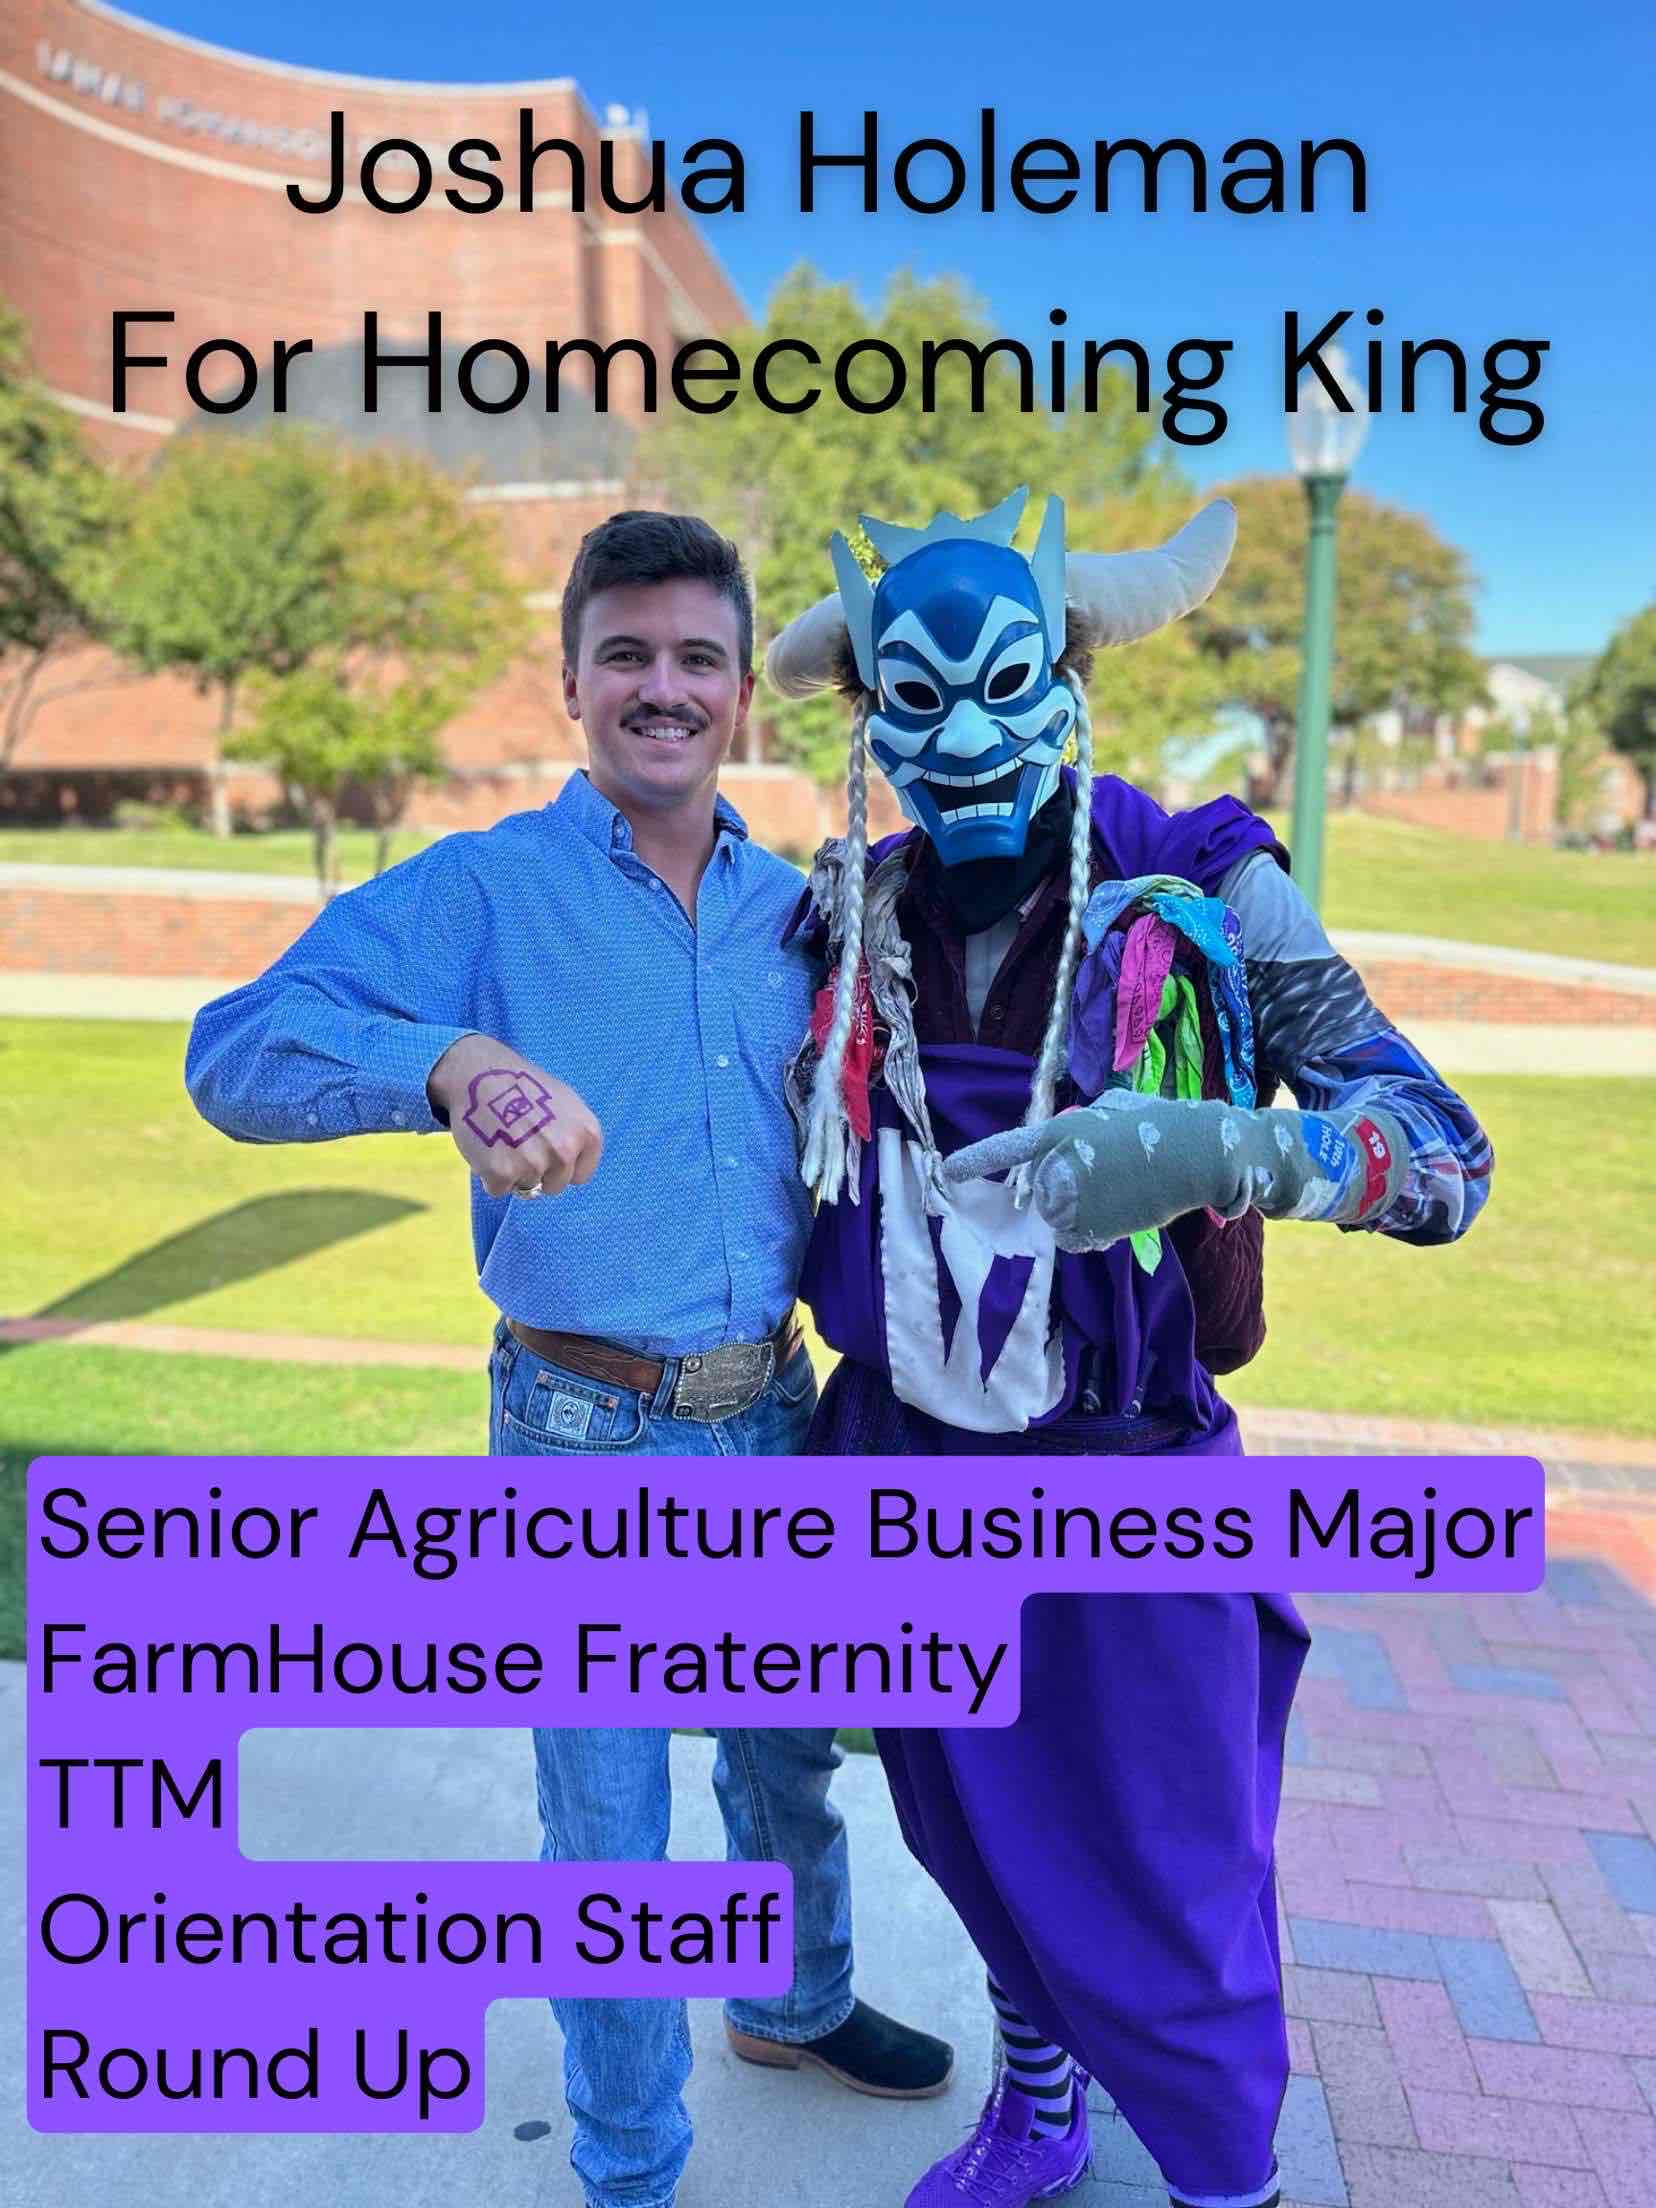 Joshua Holeman
For Homecoming King
Senior Agriculture Business Major
FarmHouse Fraternity
TTM
Orientation Staff
Round Up